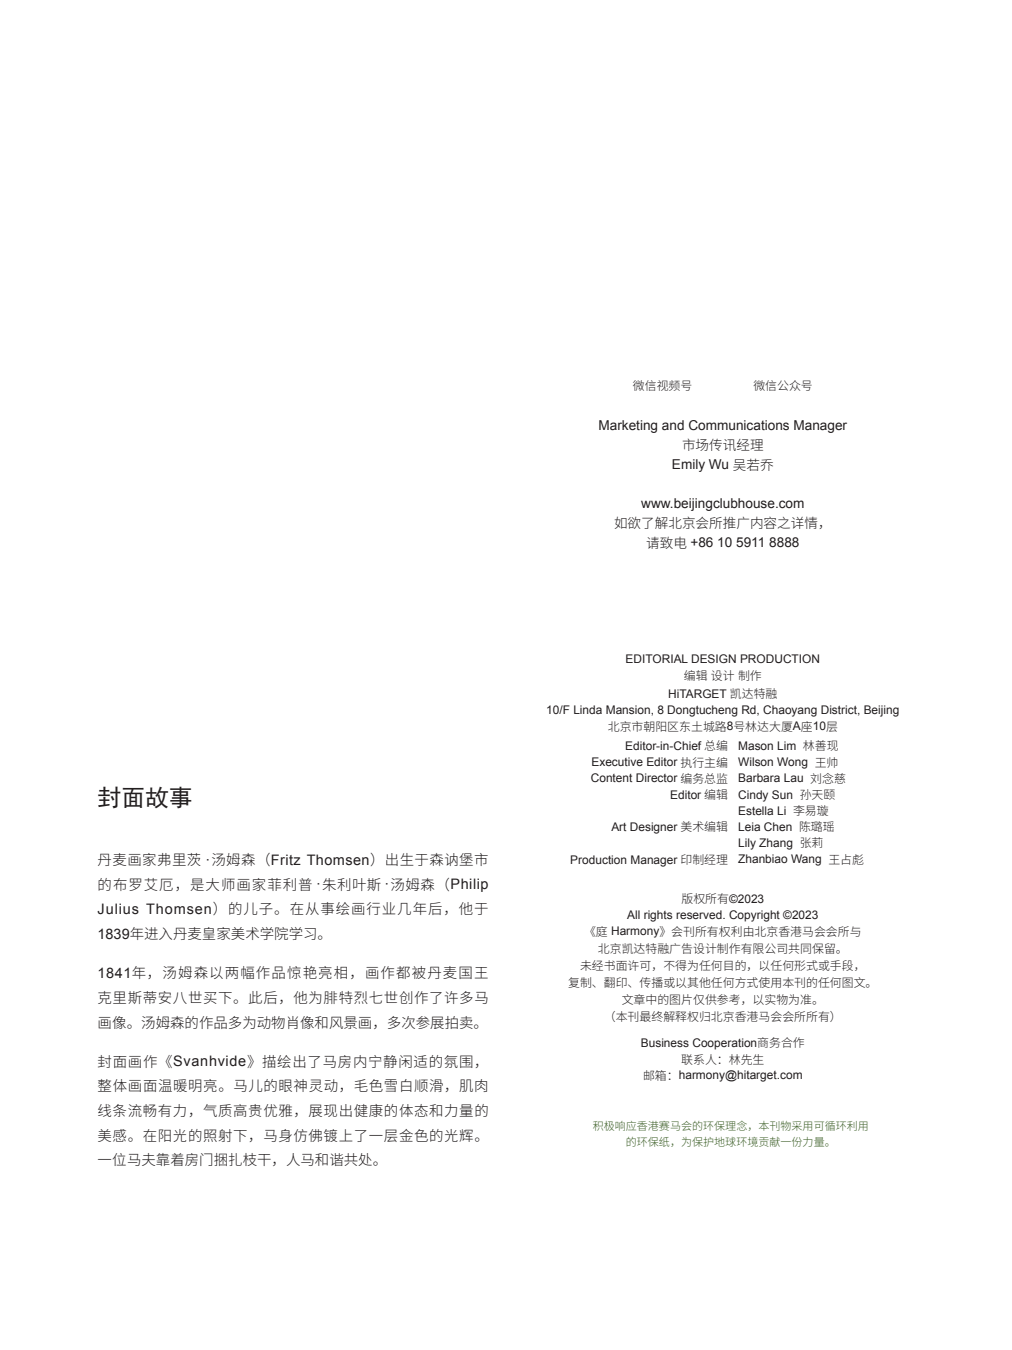 微信视频号 微信公众号
Marketing and Communications Manager
市场传讯经理
Emily Wu 吴若乔
www.beijingclubhouse.com
如欲了解北京会所推广内容之详情，
请致电 +86 10 5911 8888
EDITORIAL DESIGN PRODUCTION
编辑 设计 制作
HiTARGET 凯达特融
10/F Linda Mansion, 8 Dongtucheng Rd, Chaoyang District, Beijing
北京市朝阳区东土城路8号林达大厦A座10层
Editor-in-Chief 总编 Mason Lim 林善现
Executive Editor 执行主编 Wilson Wong 王帅
Content Director 编务总监 Barbara Lau 刘念慈
Editor 编辑 Cindy Sun 孙天颐
Estella Li 李易璇
Art Designer 美术编辑 Leia Chen 陈璐瑶
Lily Zhang 张莉
Production Manager 印制经理 Zhanbiao Wang 王占彪
版权所有©2023
All rights reserved. Copyright ©2023
《庭 Harmony》会刊所有权利由北京香港马会会所与
北京凯达特融广告设计制作有限公司共同保留。
未经书面许可，不得为任何目的，以任何形式或手段，
复制、翻印、传播或以其他任何方式使用本刊的任何图文。
文章中的图片仅供参考，以实物为准。
（本刊最终解释权归北京香港马会会所所有）
Business Cooperation商务合作
联系人：林先生
邮箱：harmony@hitarget.com
积极响应香港赛马会的环保理念，本刊物采用可循环利用
的环保纸，为保护地球环境贡献一份力量。
封面故事
丹麦画家弗里茨·汤姆森（Fritz Thomsen）出生于森讷堡市
的布罗艾厄，是大师画家菲利普·朱利叶斯·汤姆森（Philip
Julius Thomsen）的儿子。在从事绘画行业几年后，他于
1839年进入丹麦皇家美术学院学习。
1841年，汤姆森以两幅作品惊艳亮相，画作都被丹麦国王
克里斯蒂安八世买下。此后，他为腓特烈七世创作了许多马
画像。汤姆森的作品多为动物肖像和风景画，多次参展拍卖。
封面画作《Svanhvide》描绘出了马房内宁静闲适的氛围，
整体画面温暖明亮。马儿的眼神灵动，毛色雪白顺滑，肌肉
线条流畅有力，气质高贵优雅，展现出健康的体态和力量的
美感。在阳光的照射下，马身仿佛镀上了一层金色的光辉。
一位马夫靠着房门捆扎枝干，人马和谐共处。